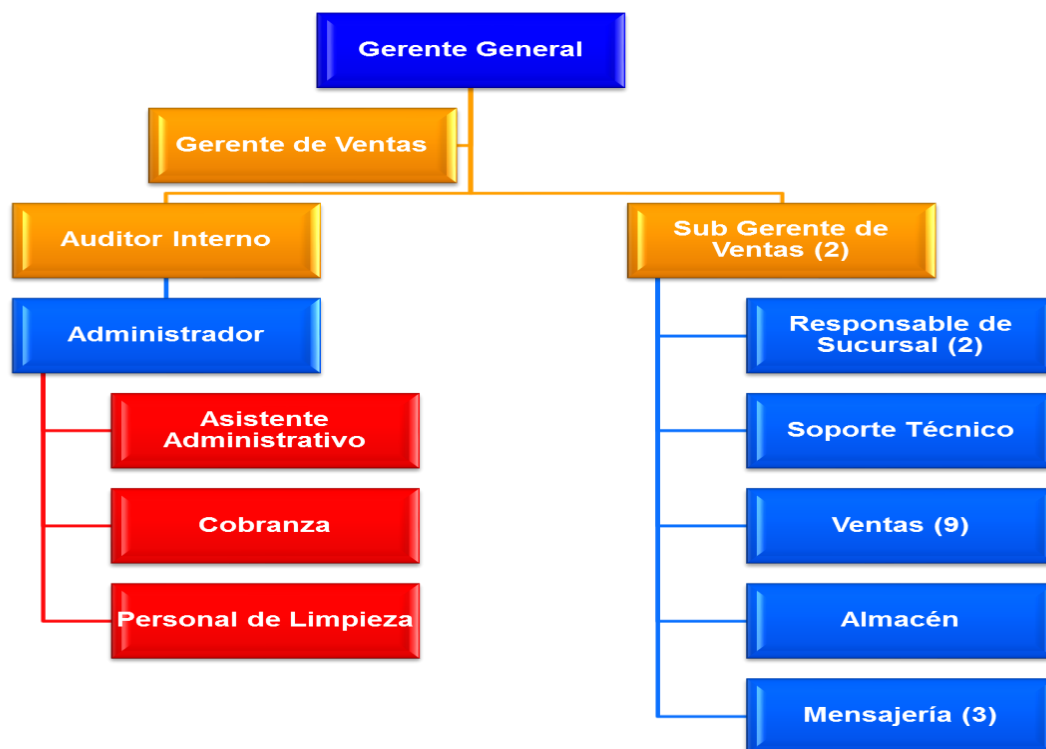 Gerente General
Gerente de Ventas
Auditor Interno
Sub Gerente de
Ventas (2)
Administrador
Responsable de
Sucursal (2)
Asistente
Administrativo
Soporte Técnico
Cobranza
Ventas (9)
Personal de Limpieza
Almacén
Mensajería (3)